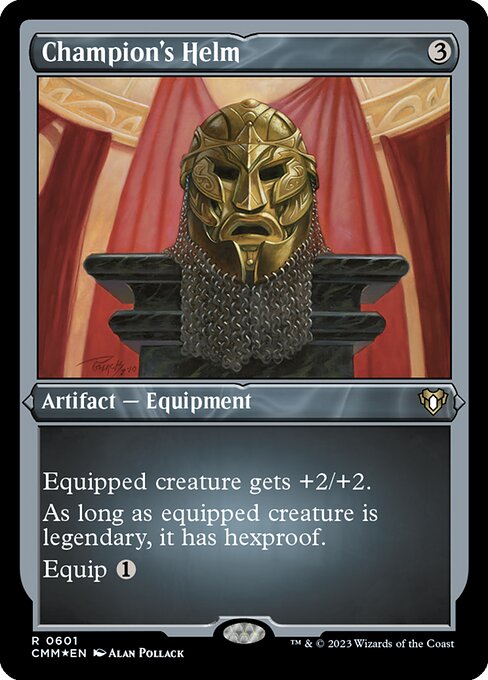 Champion's Helm 3
Artifact — Equipment
Equipped creature gets +2/+2.
As long as equipped creature is
legendary, it has hexproof.
Equip 1
R 0601
™ & © 2023 Wizards of the Coast
CMM★EN Alan Pollack